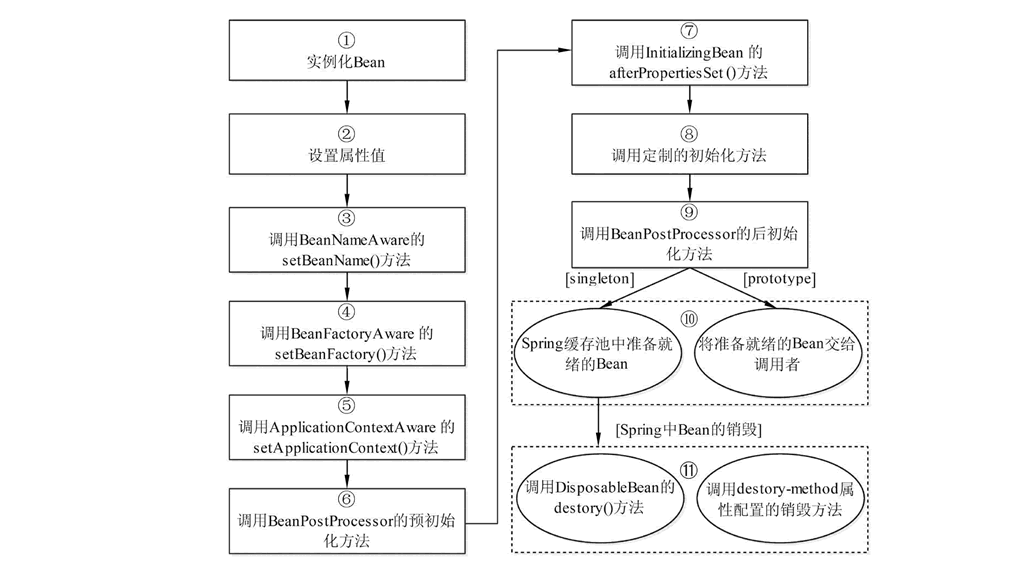 ①
实例化Bean
②
设置属性值
③
调用BeanNameAware的
setBeanName()方法
④
调用BeanFactoryAware 的
setBeanFactory()方法
⑤
调用ApplicationContextAware 的
setApplicationContext()方法
⑥
调用BeanPostProcessor的预初始
化方法
⑦
调用InitializingBean 的
afterPropertiesSet ()方法
⑧
调用定制的初始化方法
⑨
调用BeanPostProcessor的后初始
化方法
[singleton]
[prototype]
⑩
Spring缓存池中准备就
绪的Bean
将准备就绪的Bean交给
调用者
[Spring中Bean的销毁]
⑪
调用DisposableBean的
destory()方法
调用destory-method属
性配置的销毁方法